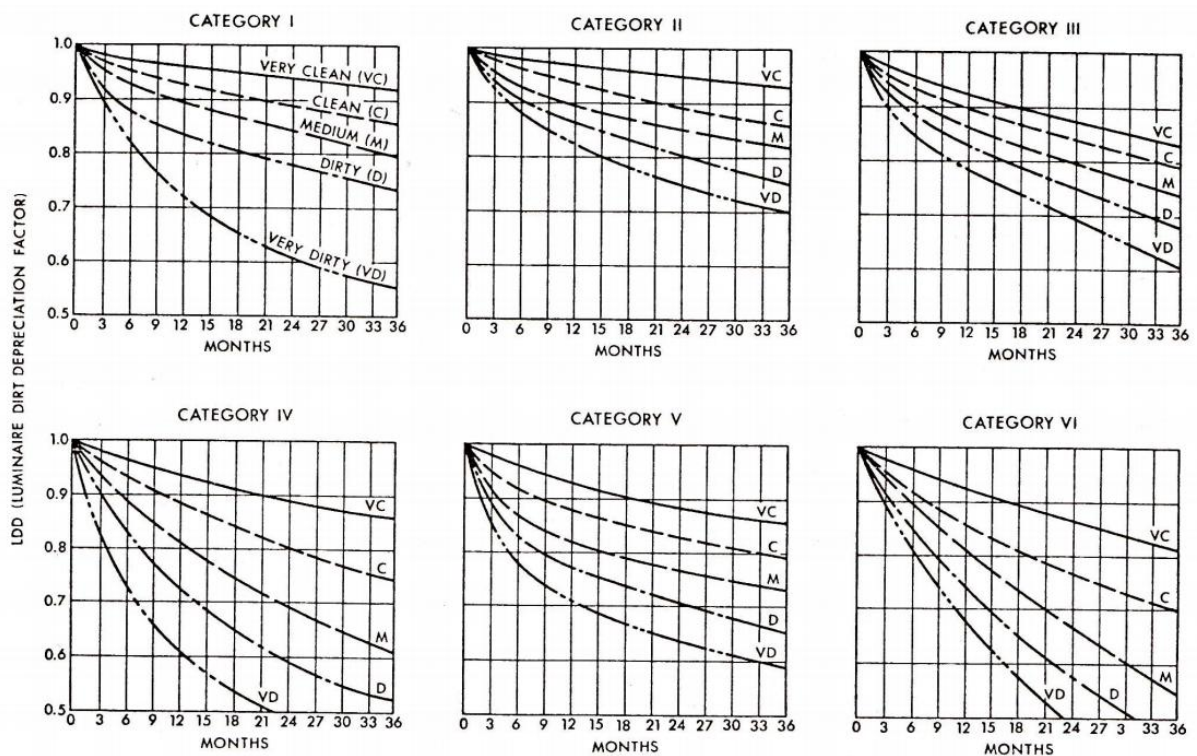 LDD (LUMINAIRE DIRT DEPRECIATION FACTOR)
CATEGORY I
1.0
0.9
0.8
0.7
0.6
0.5
VERY CLEAN (VC)
CLEAN (C)
MEDIUM (M)
DIRTY (D)
VERY DIRTY (VD)
0 3 6 9 12 15 18 21 24 27 30 33 36
MONTHS
CATEGORY II
VC
C
M
D
VD
0 3 6 9 12 15 18 21 24 27 30 33 36
MONTHS
CATEGORY III
VC
C
M
D
VD
0 3 6 9 12 15 18 21 24 27 30 33 36
MONTHS
CATEGORY IV
1.0
0.9
0.8
0.7
0.6
0.5
VC
C
M
D
VD
0 3 6 9 12 15 18 21 24 27 30 33 36
MONTHS
CATEGORY V
VC
C
M
D
VD
0 3 6 9 12 15 18 21 24 27 30 33 36
MONTHS
CATEGORY VI
VC
C
M
D
VD
0 3 6 9 12 15 18 21 24 27 3 33 36
MONTHS